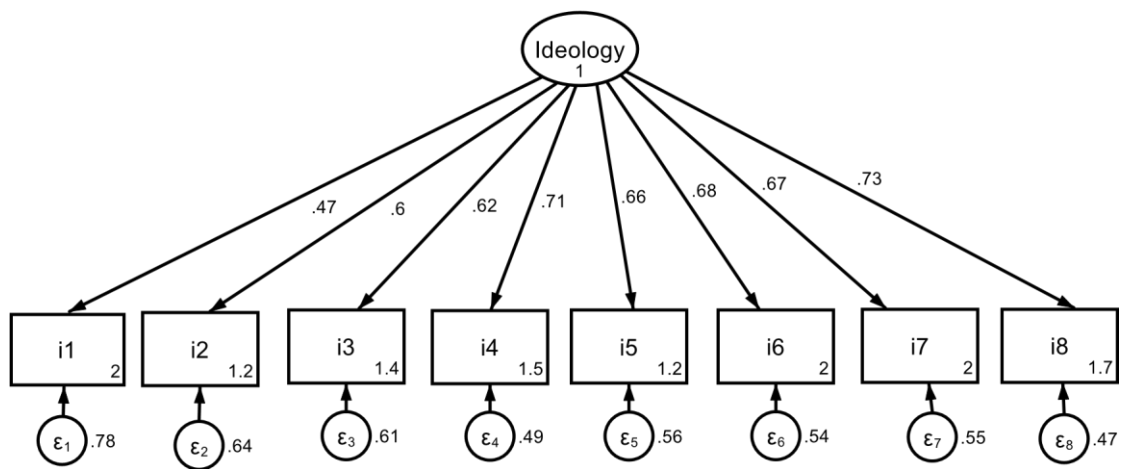 Ideology
1
.47 .6 .62 .71 .66 .68 .67 .73
i1 i2 i3 i4 i5 i6 i7 i8
2 1.2 1.4 1.5 1.2 2 2 1.7
ε1 .78 ε2 .64 ε3 .61 ε4 .49 ε5 .56 ε6 .54 ε7 .55 ε8 .47